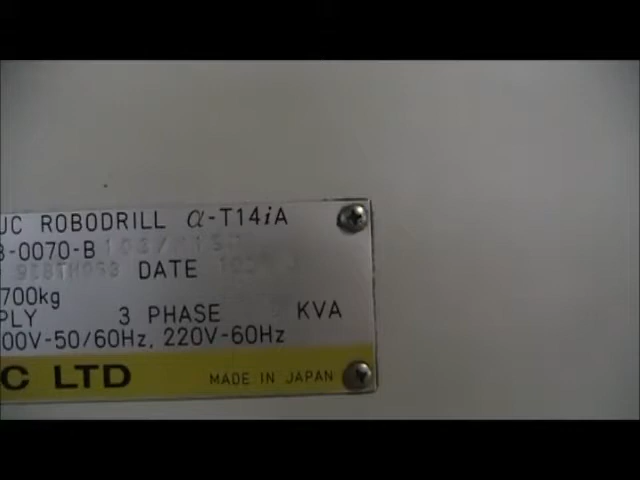 UC ROBODRILL α-T14iA
3-0070-B
DATE
700kg
PLY 3 PHASE KVA
00V-50/60Hz, 220V-60Hz
C LTD MADE IN JAPAN